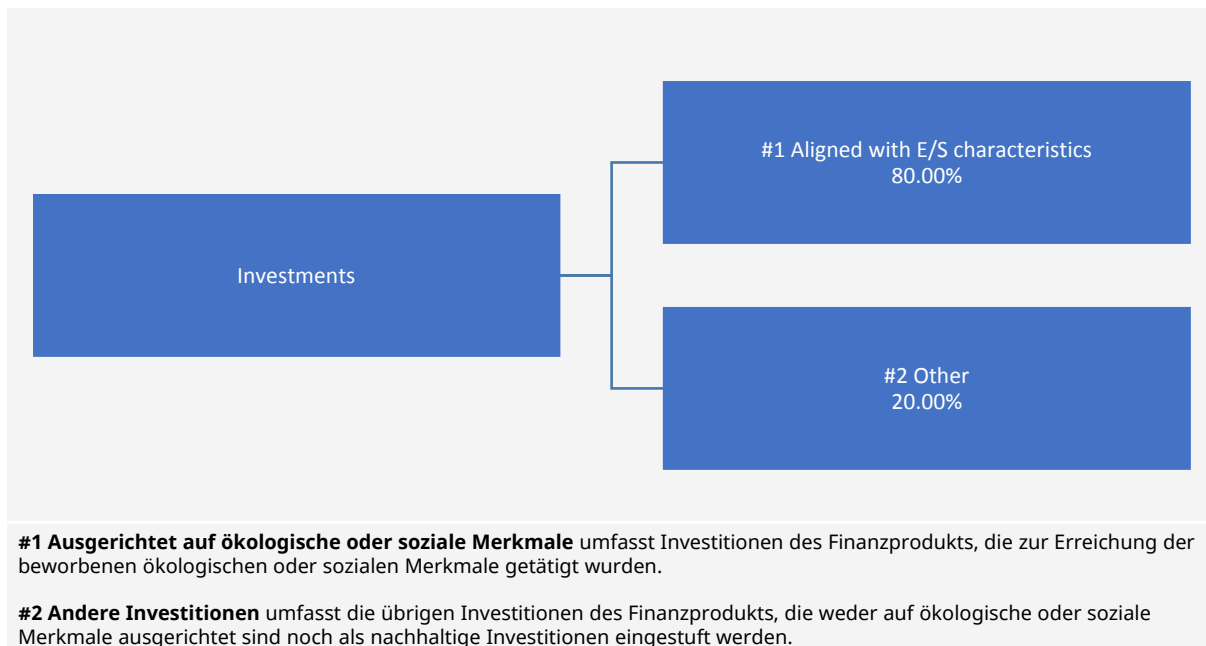 Investments
#1 Aligned with E/S characteristics
80.00%
#2 Other
20.00%
#1 Ausgerichtet auf ökologische oder soziale Merkmale umfasst Investitionen des Finanzprodukts, die zur Erreichung der
beworbenen ökologischen oder sozialen Merkmale getätigt wurden.
#2 Andere Investitionen umfasst die übrigen Investitionen des Finanzprodukts, die weder auf ökologische oder soziale
Merkmale ausgerichtet sind noch als nachhaltige Investitionen eingestuft werden.